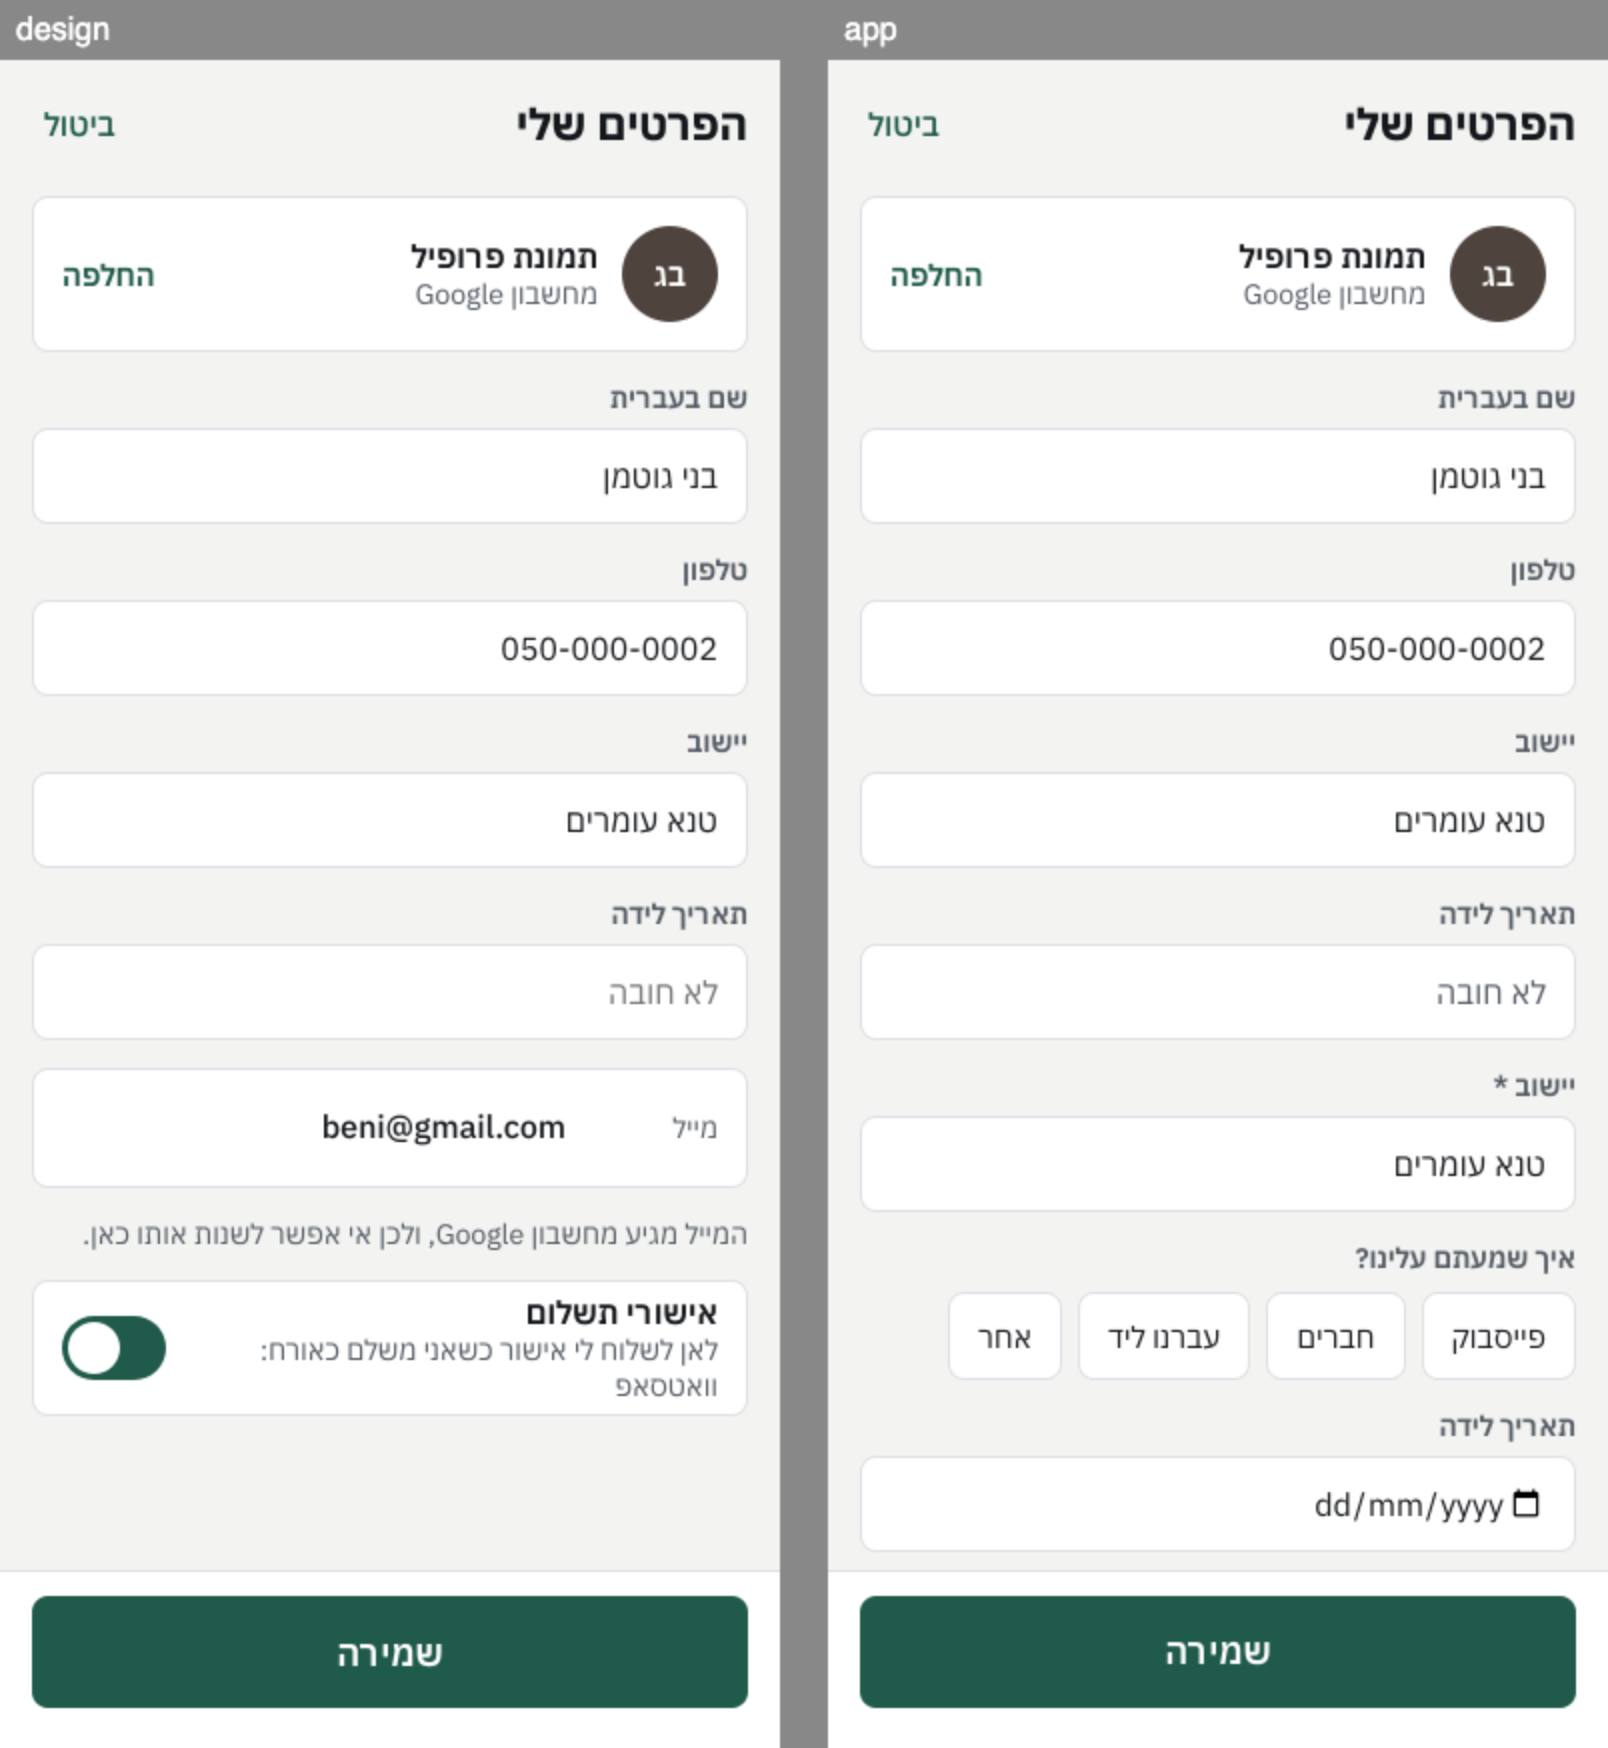 design
הפרטים שלי
ביטול
בג
תמונת פרופיל
מחשבון Google
החלפה
שם בעברית
בני גוטמן
טלפון
050-000-0002
יישוב
טנא עומרים
תאריך לידה
לא חובה
מייל
beni@gmail.com
המייל מגיע מחשבון Google, ולכן אי אפשר לשנות אותו כאן.
אישורי תשלום
לאן לשלוח לי אישור כשאני משלם כאורח:
וואטסאפ
שמירה
app
הפרטים שלי
ביטול
בג
תמונת פרופיל
מחשבון Google
החלפה
שם בעברית
בני גוטמן
טלפון
050-000-0002
יישוב
טנא עומרים
תאריך לידה
לא חובה
יישוב *
טנא עומרים
איך שמעתם עלינו?
פייסבוק
חברים
עברנו ליד
אחר
תאריך לידה
dd/mm/yyyy
שמירה